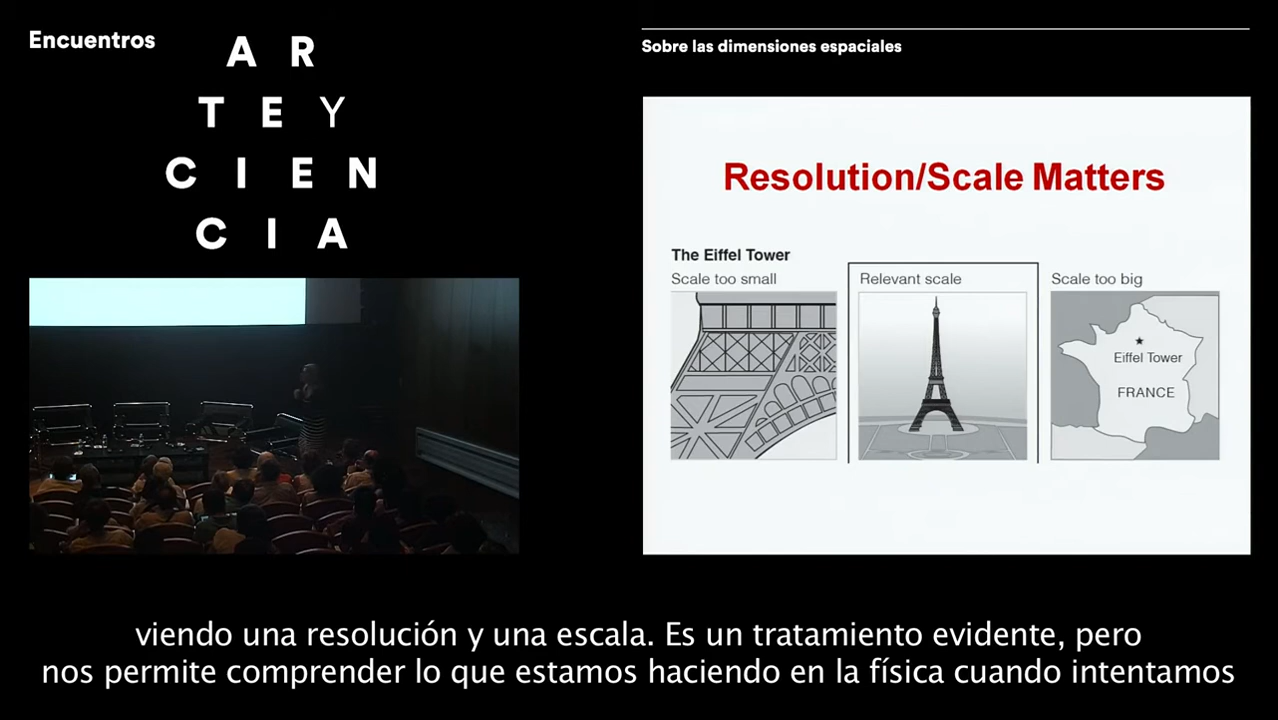 Encuentros
A R
T E Y
C I E N
C I A
Sobre las dimensiones espaciales
Resolution/Scale Matters
The Eiffel Tower
Scale too small
Relevant scale
Scale too big
Eiffel Tower
FRANCE
viendo una resolución y una escala. Es un tratamiento evidente, pero
nos permite comprender lo que estamos haciendo en la física cuando intentamos